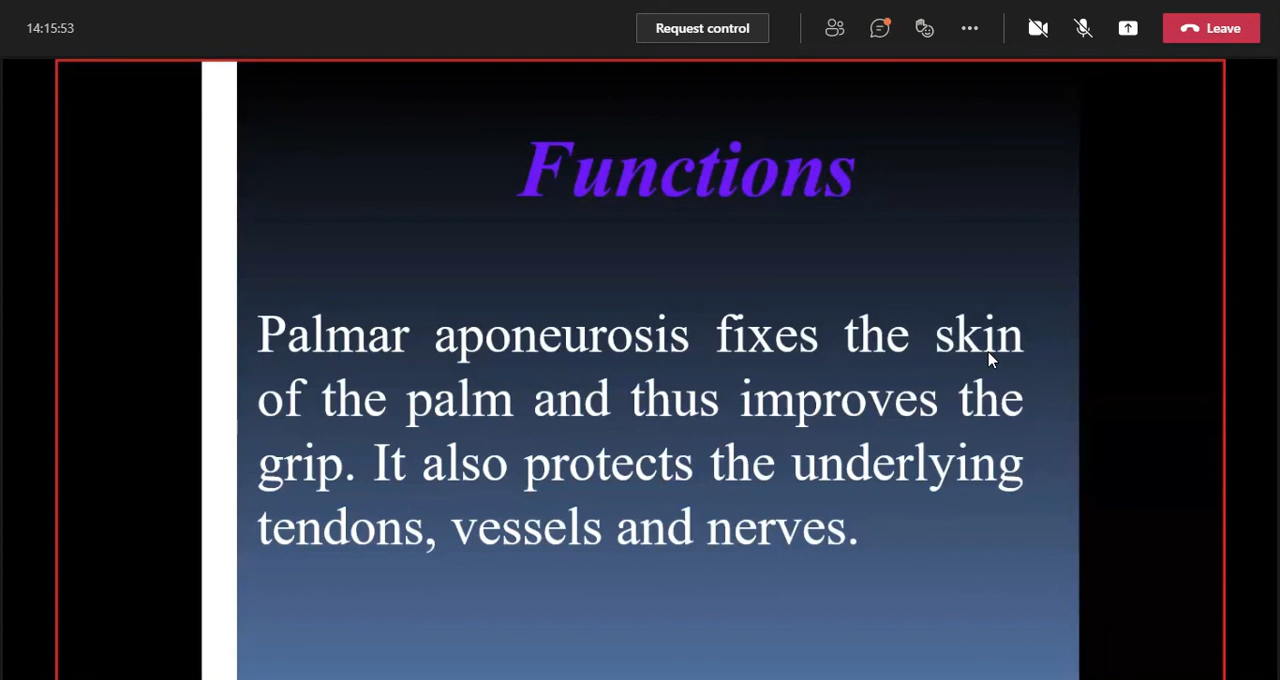 14:15:53
Request control
Leave
Functions
Palmar aponeurosis fixes the skin
of the palm and thus improves the
grip. It also protects the underlying
tendons, vessels and nerves.